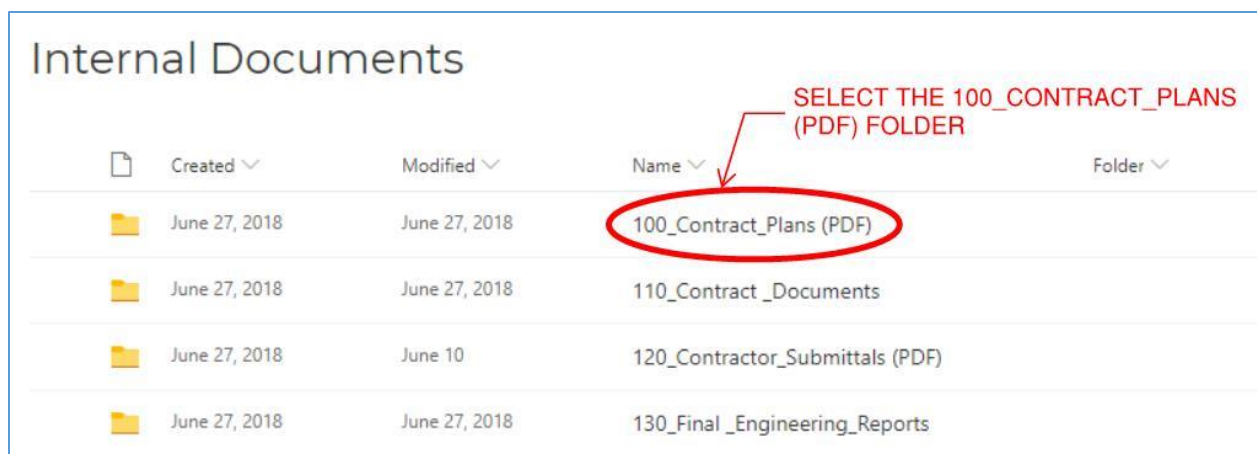 Internal Documents
SELECT THE 100_CONTRACT_PLANS
(PDF) FOLDER
Created Modified Name Folder
June 27, 2018 June 27, 2018 100_Contract_Plans (PDF)
June 27, 2018 June 27, 2018 110_Contract _Documents
June 27, 2018 June 10 120_Contractor_Submittals (PDF)
June 27, 2018 June 27, 2018 130_Final _Engineering_Reports